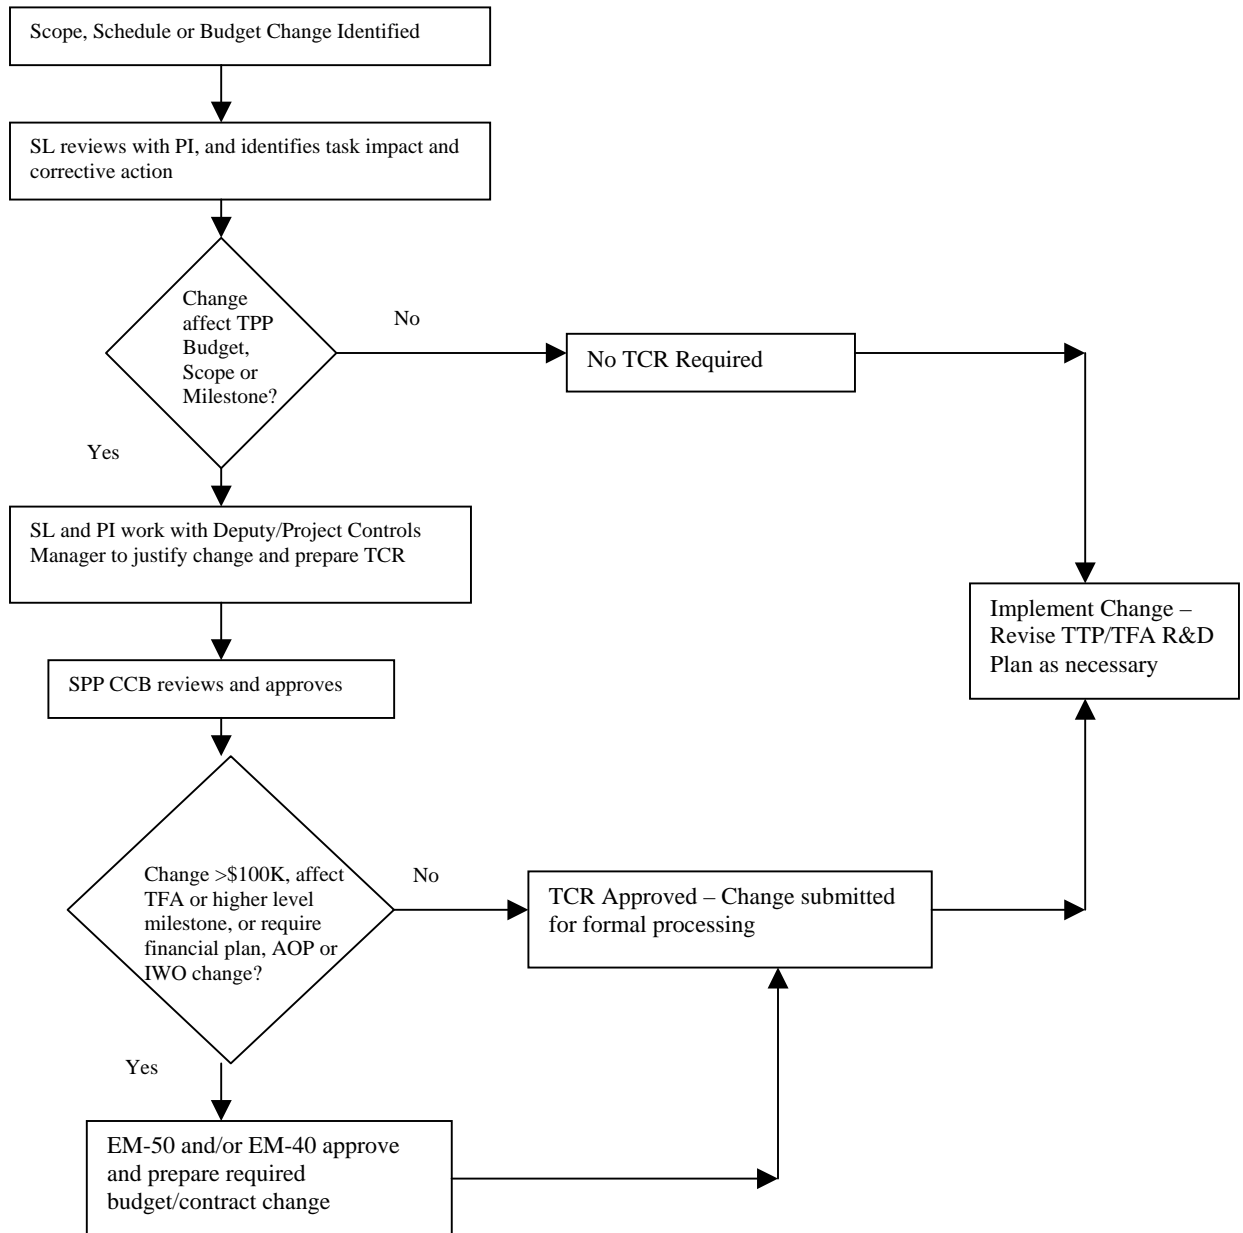 Scope, Schedule or Budget Change Identified
SL reviews with PI, and identifies task impact and
corrective action
Change
affect TPP
Budget,
Scope or
Milestone?
No
No TCR Required
Yes
SL and PI work with Deputy/Project Controls
Manager to justify change and prepare TCR
Implement Change –
Revise TTP/TFA R&D
Plan as necessary
SPP CCB reviews and approves
Change >$100K, affect
TFA or higher level
milestone, or require
financial plan, AOP or
IWO change?
No
TCR Approved – Change submitted
for formal processing
Yes
EM-50 and/or EM-40 approve
and prepare required
budget/contract change